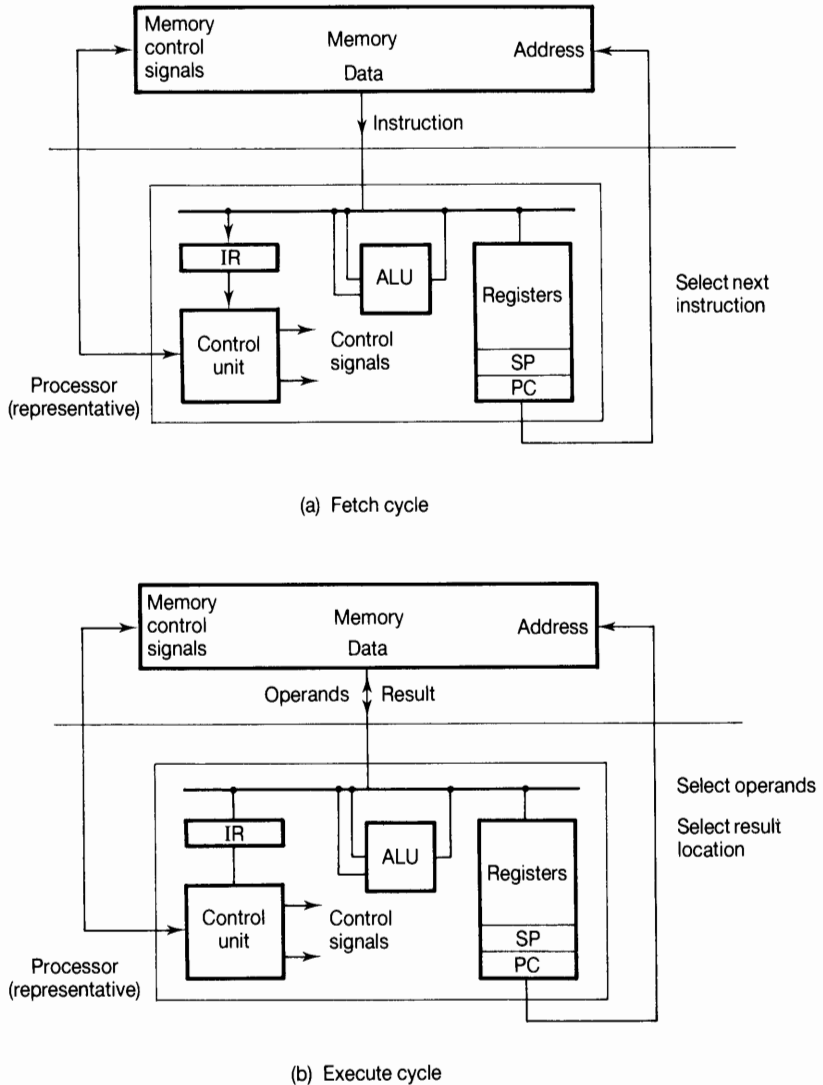 Memory
control
signals
Memory
Data
Address
Instruction
IR
ALU
Registers
Control
unit
Control
signals
SP
PC
Select next
instruction
Processor
(representative)
(a) Fetch cycle
Memory
control
signals
Memory
Data
Address
Operands
Result
IR
ALU
Registers
Control
unit
Control
signals
SP
PC
Select operands
Select result
location
Processor
(representative)
(b) Execute cycle